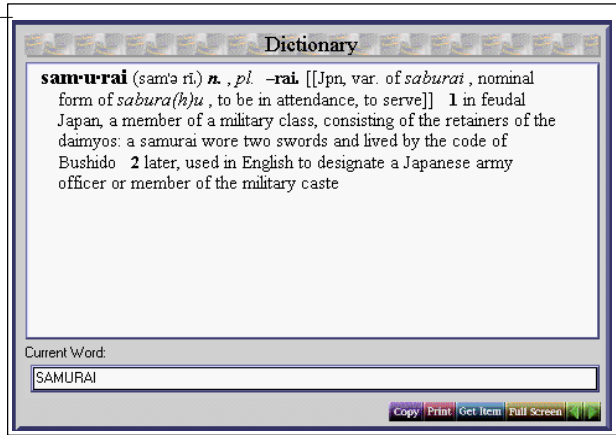 Dictionary
sam·u·rai (sam'ə rī,) n. , pl. –rai. [[Jpn, var. of saburai , nominal
form of sabura(h)u , to be in attendance, to serve]] 1 in feudal
Japan, a member of a military class, consisting of the retainers of the
daimyos: a samurai wore two swords and lived by the code of
Bushido 2 later, used in English to designate a Japanese army
officer or member of the military caste
Current Word:
SAMURAI
Copy Print Get Item Full Screen